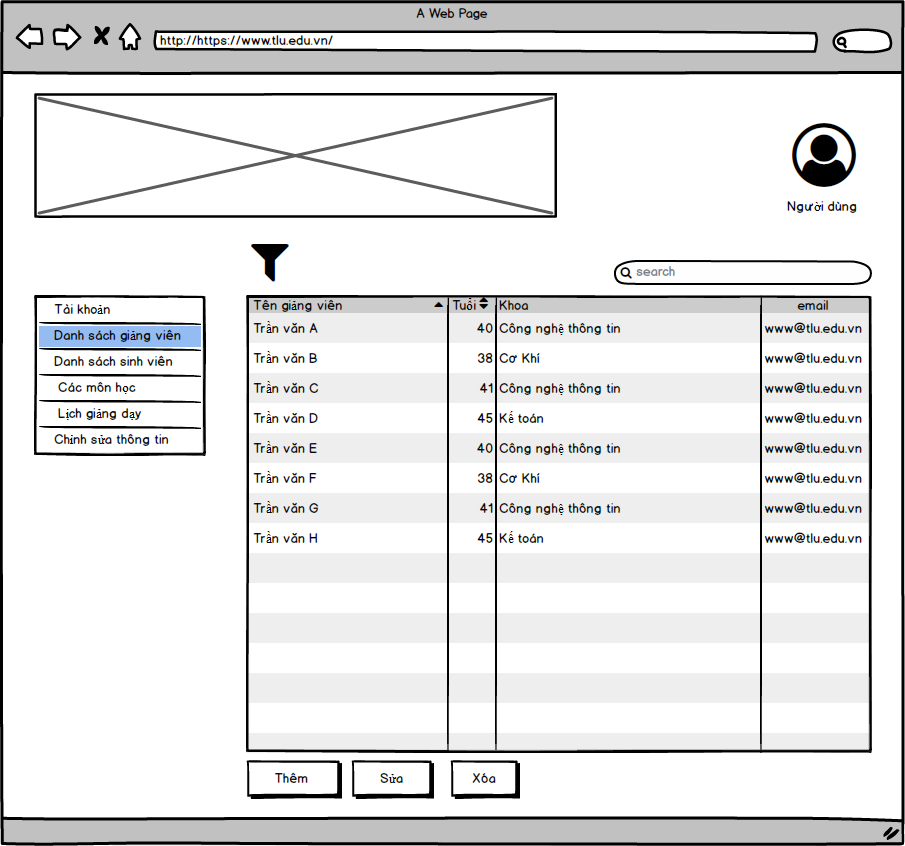 A Web Page
http://https://www.tlu.edu.vn/
Người dùng
search
Tài khoản
Danh sách giảng viên
Danh sách sinh viên
Các môn học
Lịch giảng dạy
Chỉnh sửa thông tin
Tên giảng viên Tuổi Khoa email
Trần văn A 40 Công nghệ thông tin www@tlu.edu.vn
Trần văn B 38 Cơ Khí www@tlu.edu.vn
Trần văn C 41 Công nghệ thông tin www@tlu.edu.vn
Trần văn D 45 Kế toán www@tlu.edu.vn
Trần văn E 40 Công nghệ thông tin www@tlu.edu.vn
Trần văn F 38 Cơ Khí www@tlu.edu.vn
Trần văn G 41 Công nghệ thông tin www@tlu.edu.vn
Trần văn H 45 Kế toán www@tlu.edu.vn
Thêm Sửa Xóa